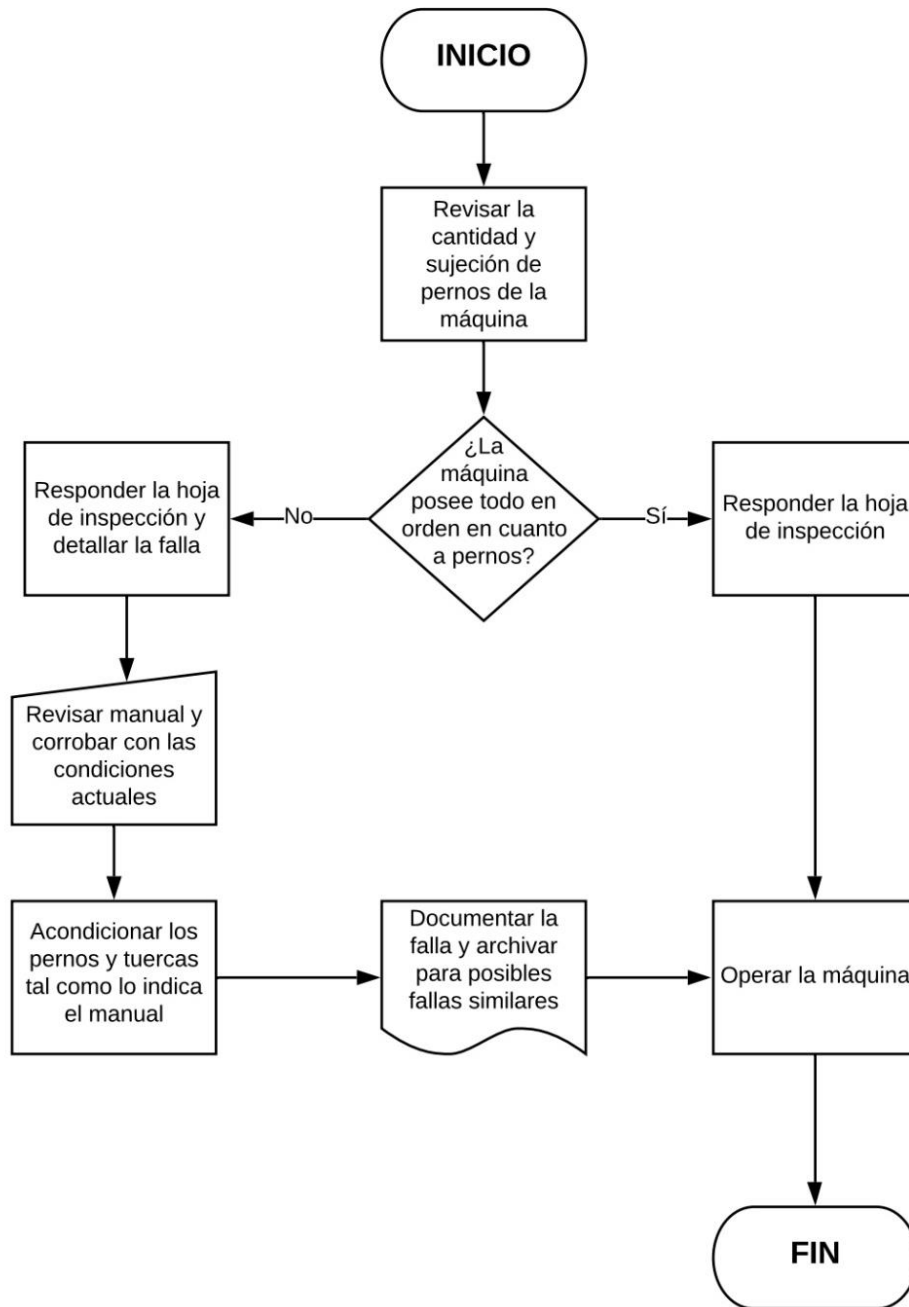 INICIO
Revisar la
cantidad y
sujeción de
pernos de la
máquina
¿La
máquina
posee todo en
orden en cuanto
a pernos?
No
Sí
Responder la hoja
de inspección y
detallar la falla
Responder la hoja
de inspección
Revisar manual y
corrobar con las
condiciones
actuales
Acondicionar los
pernos y tuercas
tal como lo indica
el manual
Documentar la
falla y archivar
para posibles
fallas similares
Operar la máquina
FIN